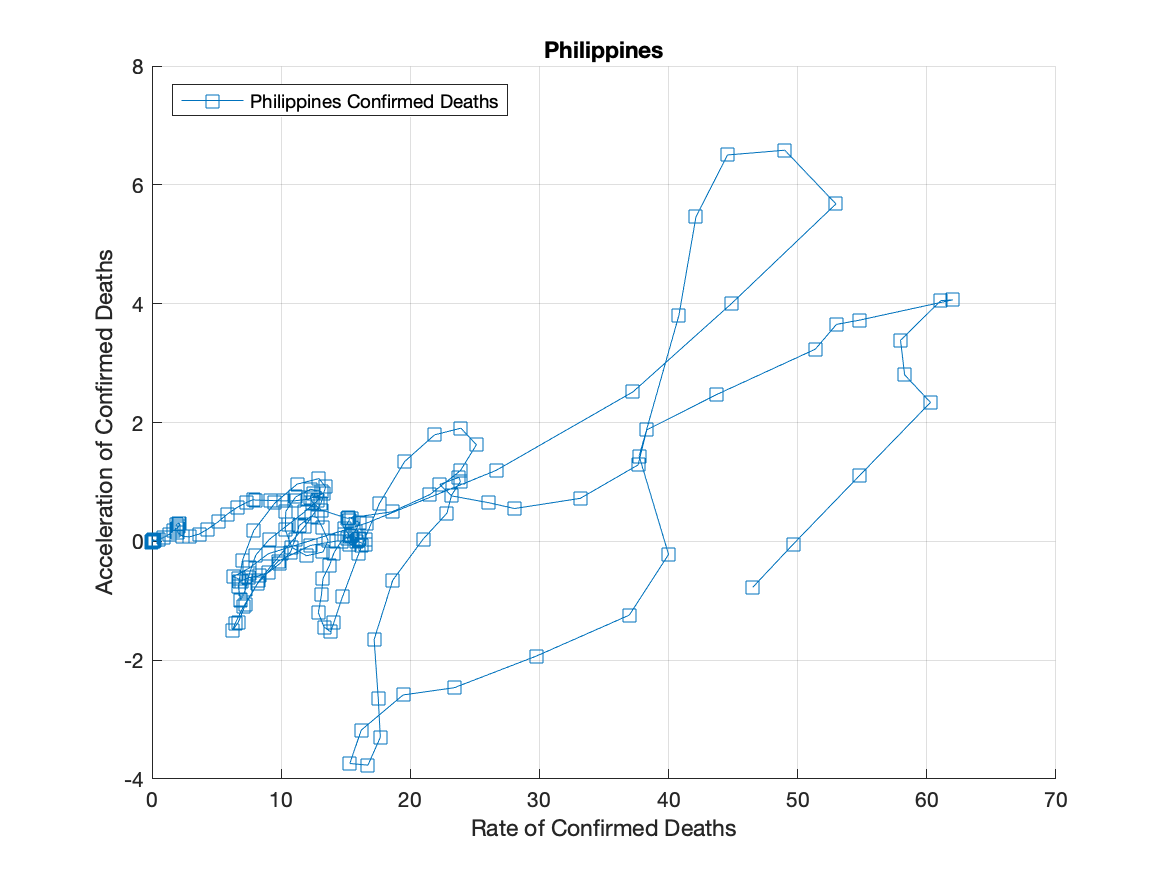 Philippines
Philippines Confirmed Deaths
8
6
4
2
0
-2
-4
Acceleration of Confirmed Deaths
0 10 20 30 40 50 60 70
Rate of Confirmed Deaths